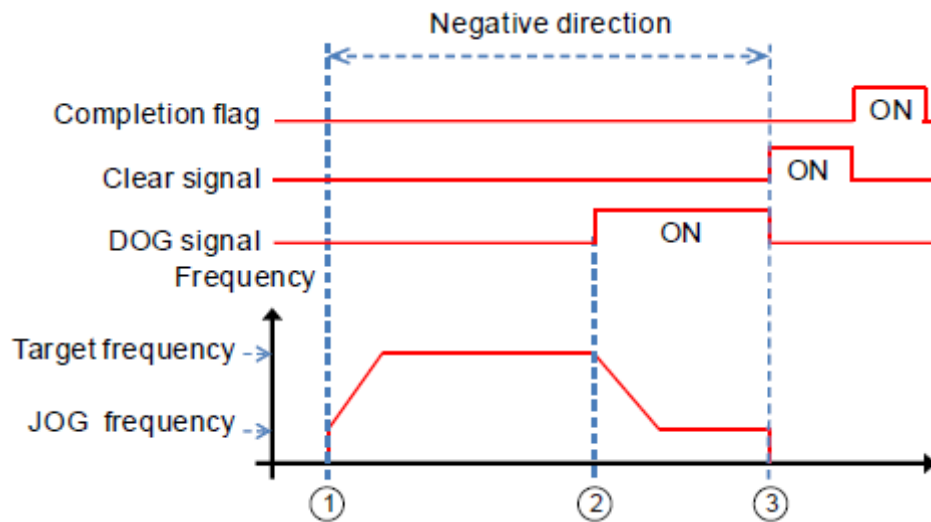 Negative direction
Completion flag
ON
Clear signal
ON
DOG signal
ON
Frequency
Target frequency
JOG frequency
1
2
3